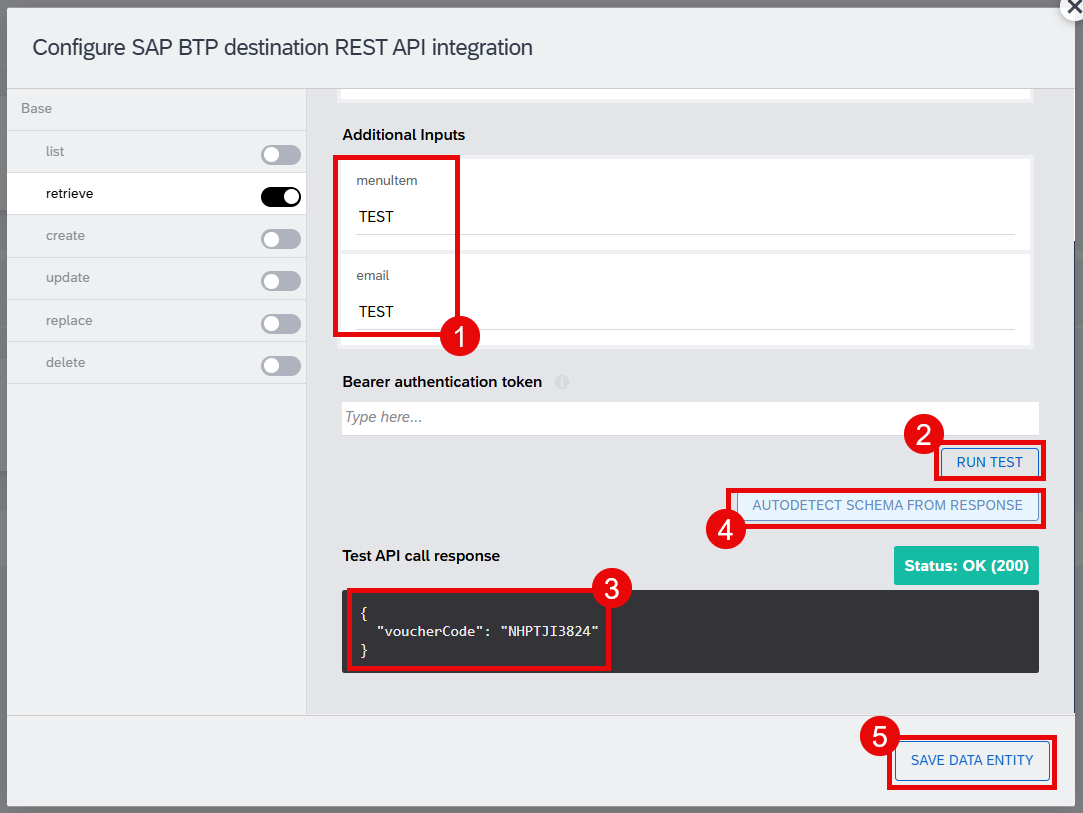 Configure SAP BTP destination REST API integration
Base
list
retrieve
create
update
replace
delete
Additional Inputs
menuItem
TEST
email
TEST
1
Bearer authentication token
Type here...
2
RUN TEST
AUTODETECT SCHEMA FROM RESPONSE
4
Test API call response
Status: OK (200)
3
{
"voucherCode": "NHPTJI3824"
}
5
SAVE DATA ENTITY